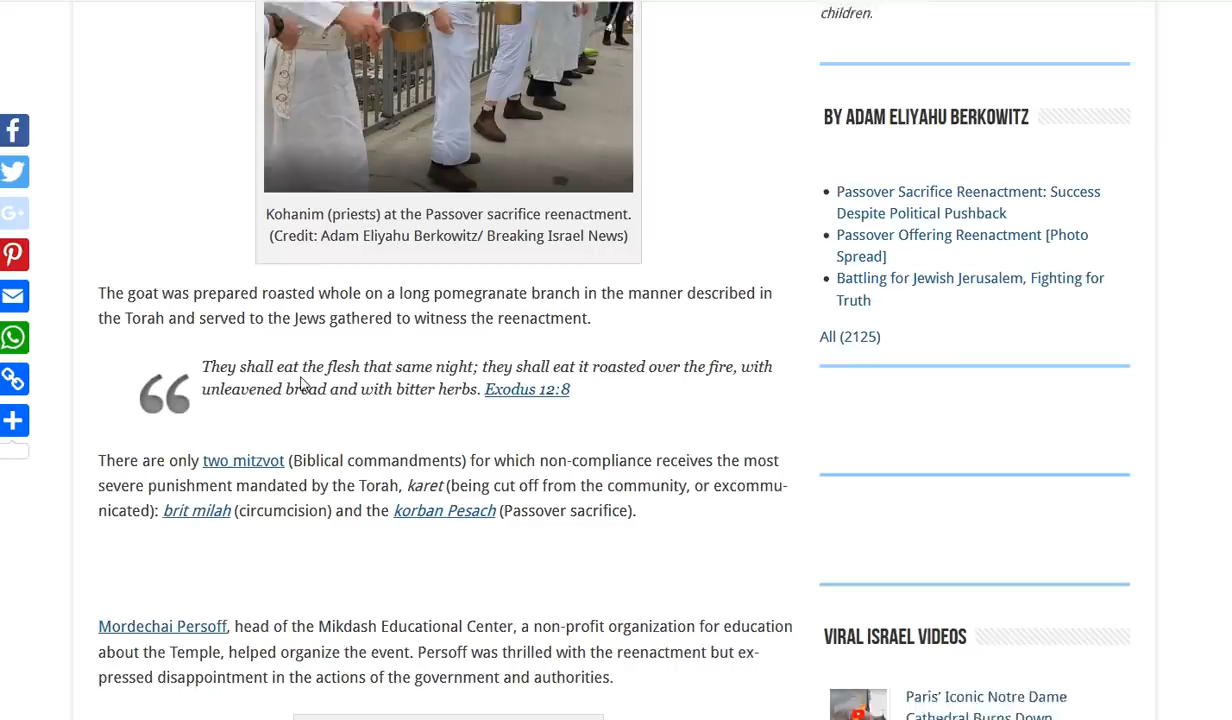 children.
BY ADAM ELIYAHU BERKOWITZ
Passover Sacrifice Reenactment: Success
Despite Political Pushback
Passover Offering Reenactment [Photo
Spread]
Battling for Jewish Jerusalem, Fighting for
Truth
All (2125)
Kohanim (priests) at the Passover sacrifice reenactment.
(Credit: Adam Eliyahu Berkowitz/ Breaking Israel News)
The goat was prepared roasted whole on a long pomegranate branch in the manner described in
the Torah and served to the Jews gathered to witness the reenactment.
They shall eat the flesh that same night; they shall eat it roasted over the fire, with
unleavened bread and with bitter herbs. Exodus 12:8
There are only two mitzvot (Biblical commandments) for which non-compliance receives the most
severe punishment mandated by the Torah, karet (being cut off from the community, or excommu-
nicated): brit milah (circumcision) and the korban Pesach (Passover sacrifice).
Mordechai Persoff, head of the Mikdash Educational Center, a non-profit organization for education
about the Temple, helped organize the event. Persoff was thrilled with the reenactment but ex-
pressed disappointment in the actions of the government and authorities.
VIRAL ISRAEL VIDEOS
Paris' Iconic Notre Dame
Cathedral Burns Down